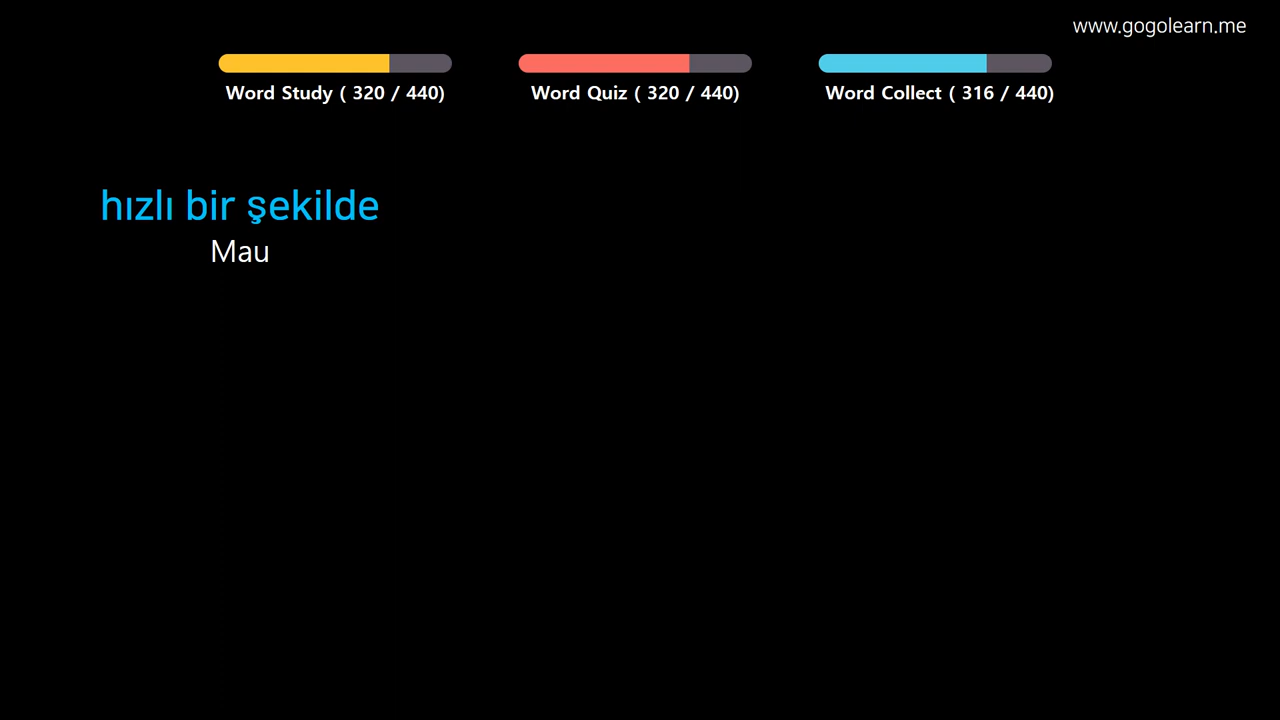 www.gogolearn.me
Word Study ( 320 / 440)
Word Quiz ( 320 / 440)
Word Collect ( 316 / 440)
hızlı bir şekilde
Mau